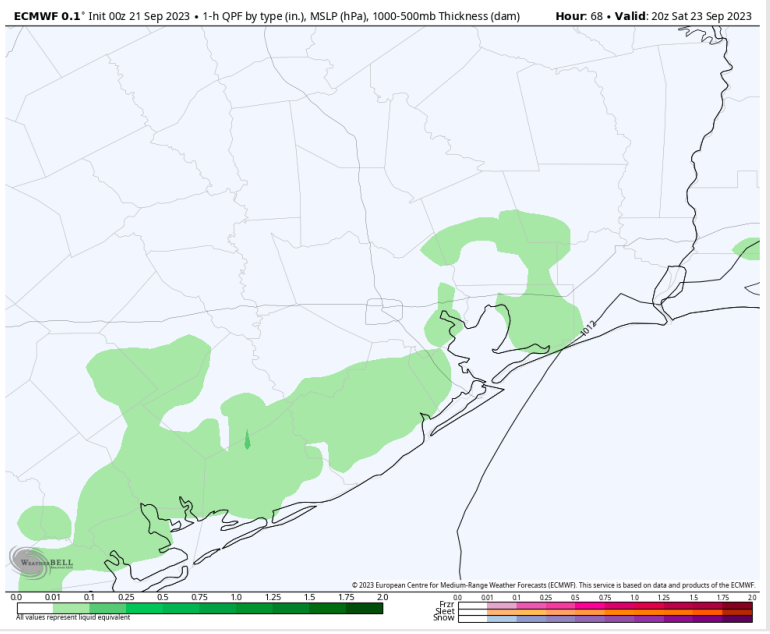 ECMWF 0.1° Init 00z 21 Sep 2023 • 1-h QPF by type (in.), MSLP (hPa), 1000-500mb Thickness (dam) Hour: 68 • Valid: 20z Sat 23 Sep 2023
1012
WEATHERBELL
© 2023 European Centre for Medium-Range Weather Forecasts (ECMWF). This service is based on data and products of the ECMWF.
0.0 0.01 0.1 0.25 0.5 0.75 1.0 1.25 1.5 1.75 2.0
All values represent liquid equivalent
0.0 0.01 0.1 0.25 0.5 0.75 1.0 1.25 1.5 1.75 2.0
Frzr
Sleet
Snow